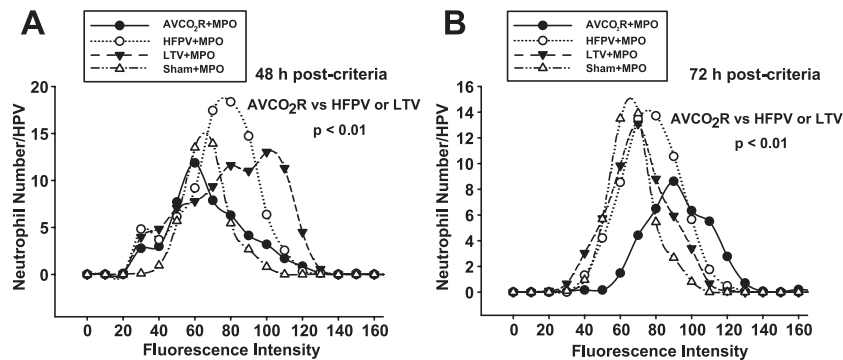 A
AVCO2R+MPO
HFPV+MPO
LTV+MPO
Sham+MPO
48 h post-criteria
AVCO2R vs HFPV or LTV
p < 0.01
Neutrophil Number/HPV
20
15
10
5
0
0 20 40 60 80 100 120 140 160
Fluorescence Intensity
B
AVCO2R+MPO
HFPV+MPO
LTV+MPO
Sham+MPO
72 h post-criteria
AVCO2R vs HFPV or LTV
p < 0.01
Neutrophil Number/HPV
16
14
12
10
8
6
4
2
0
0 20 40 60 80 100 120 140 160
Fluorescence Intensity